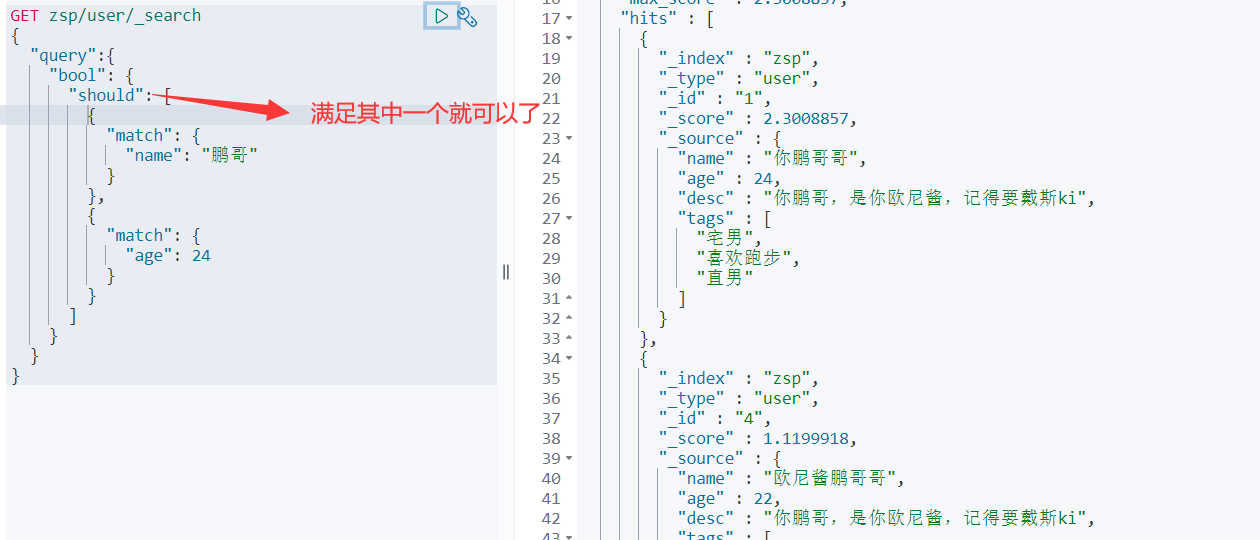 GET zsp/user/_search
{
"query":{
"bool": {
"should": [
{
"match": {
"name": "鹏哥"
}
},
{
"match": {
"age": 24
}
}
]
}
}
}
满足其中一个就可以了
17 "hits" : [
18 {
19 "_index" : "zsp",
20 "_type" : "user",
21 "_id" : "1",
22 "_score" : 2.3008857,
23 "_source" : {
24 "name" : "你鹏哥哥",
25 "age" : 24,
26 "desc" : "你鹏哥，是你欧尼酱，记得要戴斯ki",
27 "tags" : [
28 "宅男",
29 "喜欢跑步",
30 "直男"
31 ]
32 }
33 },
34 {
35 "_index" : "zsp",
36 "_type" : "user",
37 "_id" : "4",
38 "_score" : 1.1199918,
39 "_source" : {
40 "name" : "欧尼酱鹏哥哥",
41 "age" : 22,
42 "desc" : "你鹏哥，是你欧尼酱，记得要戴斯ki",
43 "tags" : [